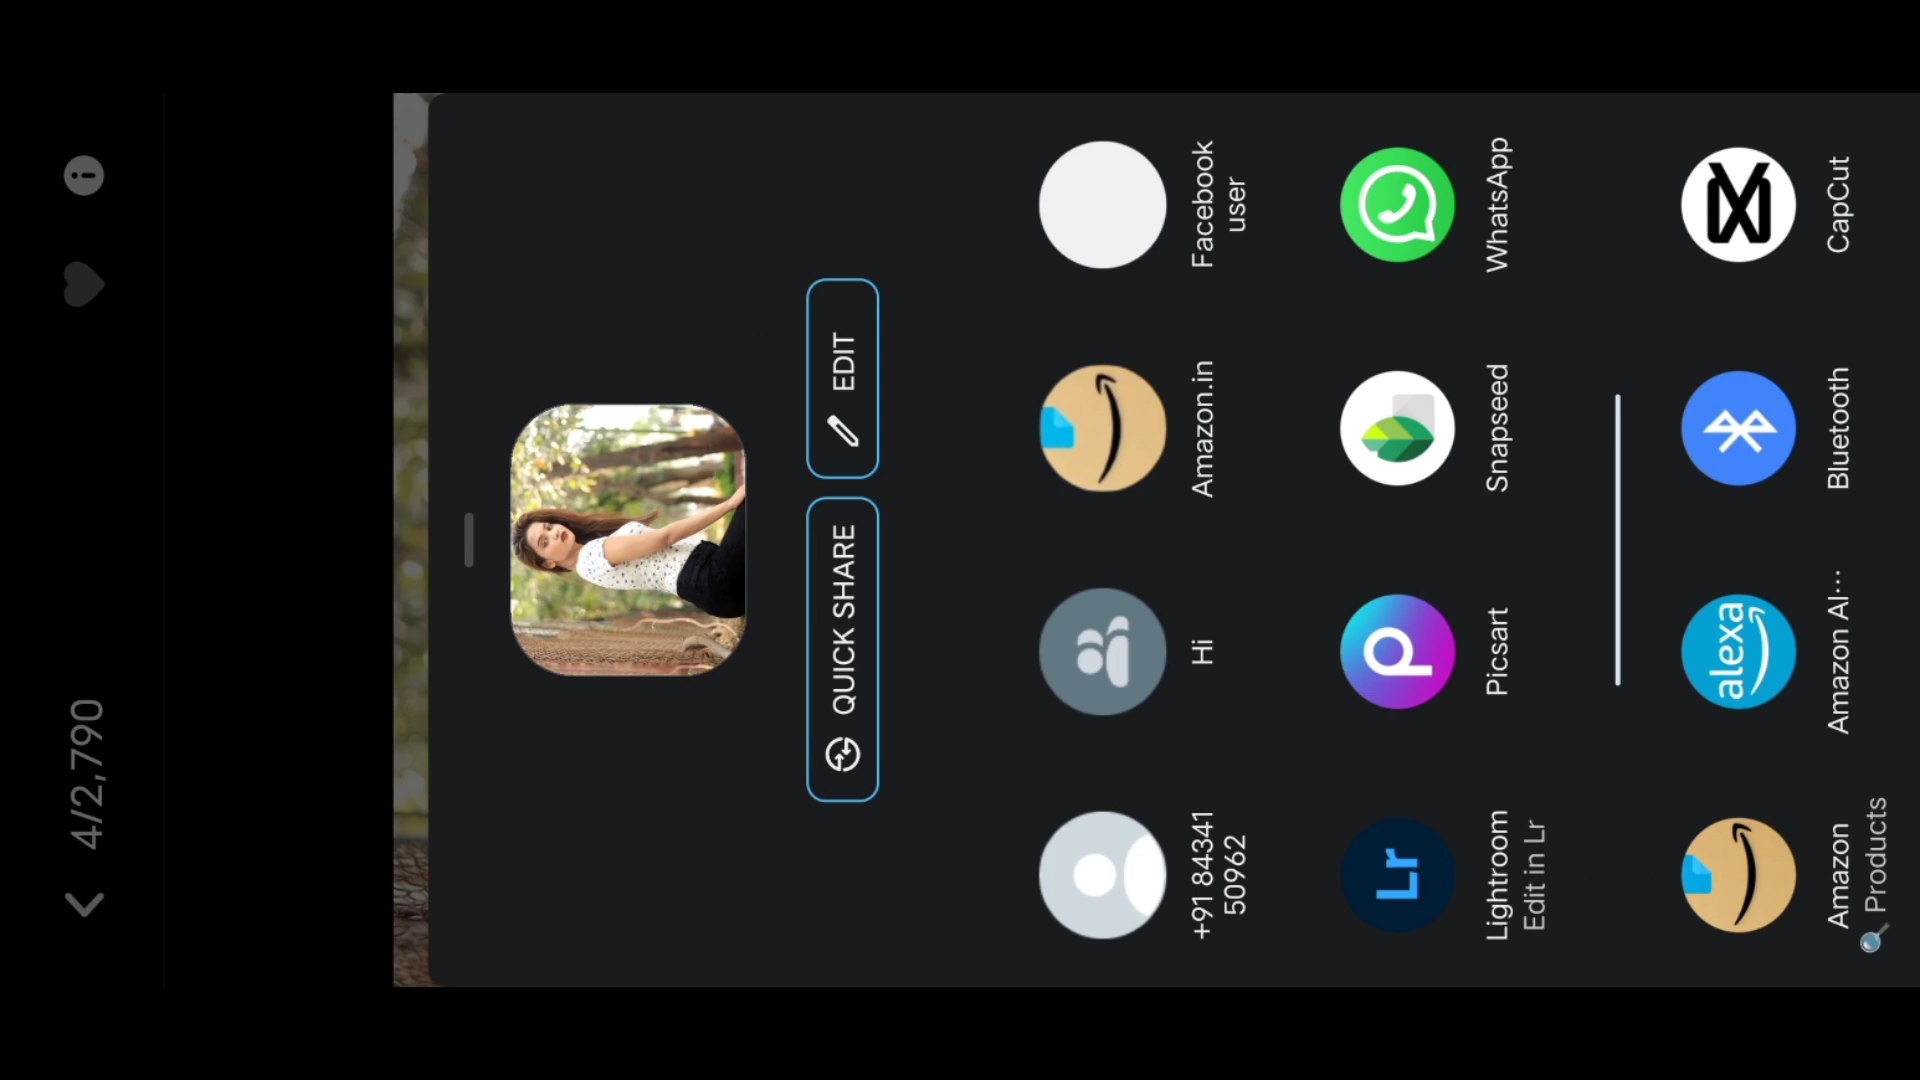 4/2,790
QUICK SHARE
EDIT
+91 84341
50962
Hi
Amazon.in
Facebook
user
Lr
Lightroom
Edit in Lr
Picsart
Snapseed
WhatsApp
Amazon
Products
alexa
Amazon Al...
Bluetooth
CapCut